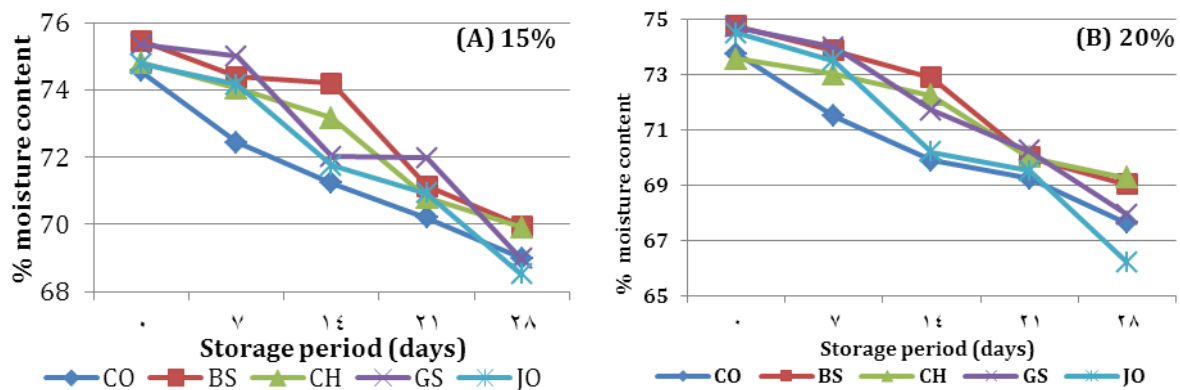 (A) 15%
% moisture content
76
74
72
70
68
٠ ٧ ١٤ ٢١ ٢٨
Storage period (days)
CO BS CH GS JO
(B) 20%
% moisture content
75
73
71
69
67
65
٠ ٧ ١٤ ٢١ ٢٨
Storage period (days)
CO BS CH GS JO